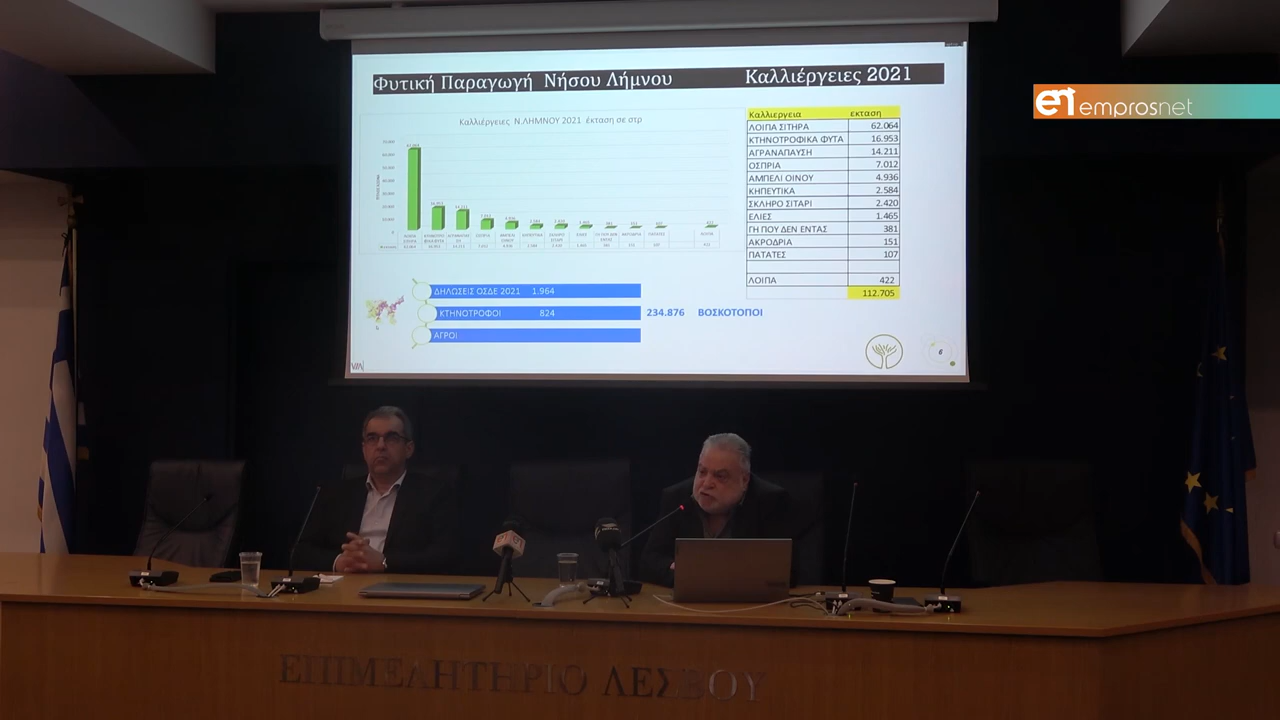 Φυτική Παραγωγή Νήσου Λήμνου Καλλιέργειες 2021
emprosnet
Καλλιέργειες Ν.ΛΗΜΝΟΥ 2021 έκταση σε στρ
Καλλιεργεια εκταση
ΛΟΙΠΑ ΣΙΤΗΡΑ 62.064
ΚΤΗΝΟΤΡΟΦΙΚΑ ΦΥΤΑ 16.953
ΑΓΡΑΝΑΠΑΥΣΗ 14.211
ΟΣΠΡΙΑ 7.012
ΑΜΠΕΛΙ ΟΙΝΟΥ 4.936
ΚΗΠΕΥΤΙΚΑ 2.584
ΣΚΛΗΡΟ ΣΙΤΑΡΙ 2.420
ΕΛΙΕΣ 1.465
ΓΗ ΠΟΥ ΔΕΝ ΕΝΤΑΣ 381
ΑΚΡΟΔΡΙΑ 151
ΠΑΤΑΤΕΣ 107
ΛΟΙΠΑ 422
112.705
ΔΗΛΩΣΕΙΣ ΟΣΔΕ 2021 1.964
ΚΤΗΝΟΤΡΟΦΟΙ 824
234.876 ΒΟΣΚΟΤΟΠΟΙ
ΑΓΡΟΙ
6
ΕΠΙΜΕΛΗΤΗΡΙΟ ΛΕΣΒΟΥ